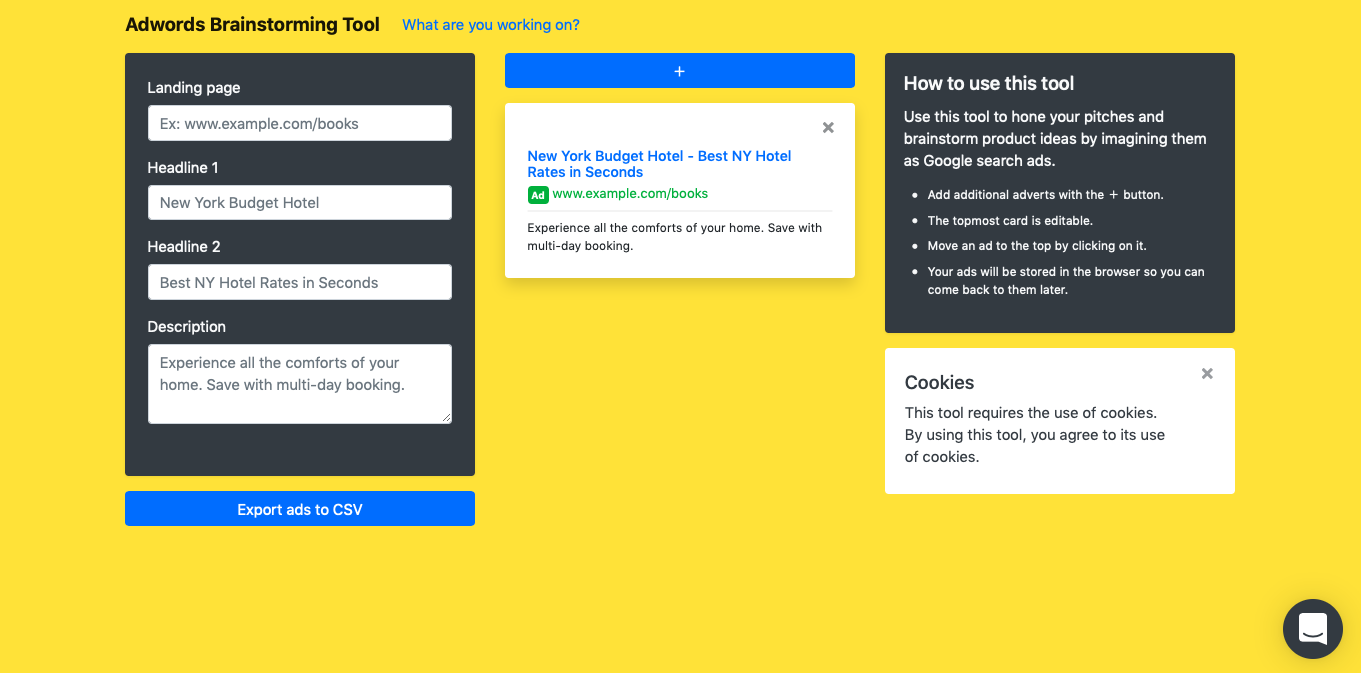 Adwords Brainstorming Tool
What are you working on?
Landing page
Ex: www.example.com/books
Headline 1
New York Budget Hotel
Headline 2
Best NY Hotel Rates in Seconds
Description
Experience all the comforts of your
home. Save with multi-day booking.
Export ads to CSV
+
×
New York Budget Hotel - Best NY Hotel
Rates in Seconds
Ad www.example.com/books
Experience all the comforts of your home. Save with
multi-day booking.
How to use this tool
Use this tool to hone your pitches and
brainstorm product ideas by imagining them
as Google search ads.
• Add additional adverts with the + button.
• The topmost card is editable.
• Move an ad to the top by clicking on it.
• Your ads will be stored in the browser so you can
come back to them later.
×
Cookies
This tool requires the use of cookies.
By using this tool, you agree to its use
of cookies.